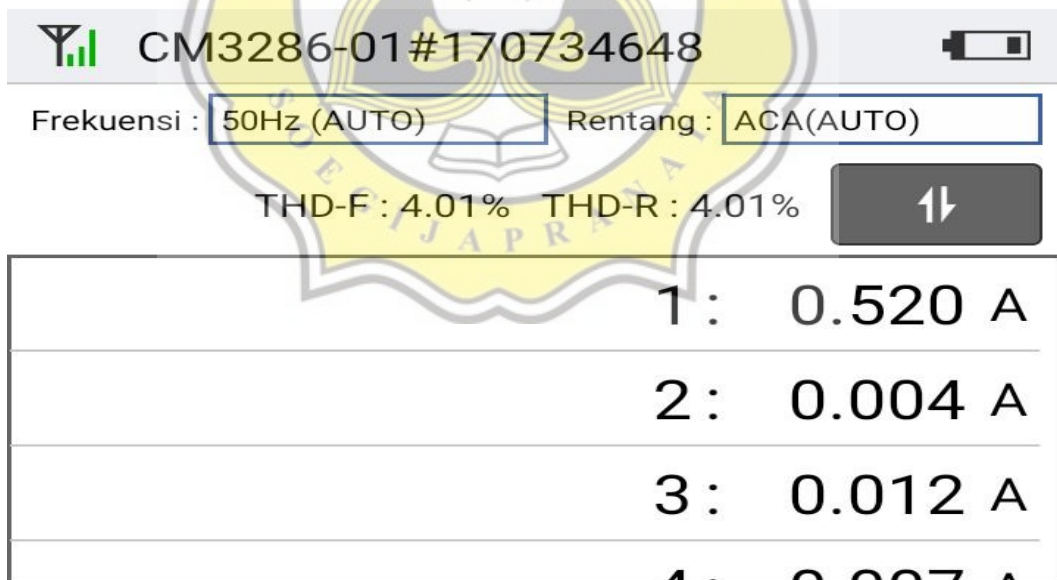 CM3286-01#170734648
Frekuensi : 50Hz (AUTO) Rentang : ACA(AUTO)
THD-F : 4.01% THD-R : 4.01%
SOEGIJAPRANA
1 : 0.520 A
2 : 0.004 A
3 : 0.012 A